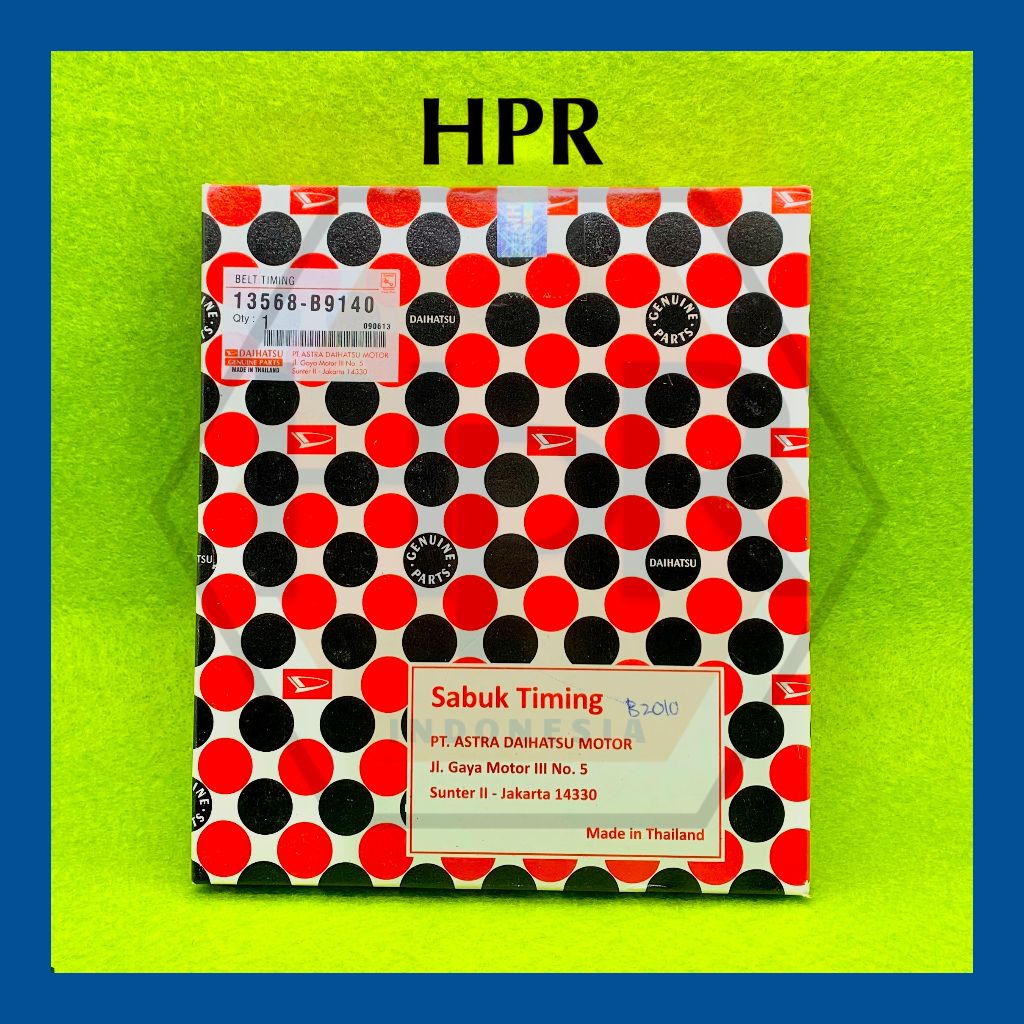 HPR
BELT TIMING
13568-B9140
Qty : 1
090613
DAIHATSU
GENUINE PARTS
MADE IN THAILAND
PT. ASTRA DAIHATSU MOTOR
Jl. Gaya Motor III No. 5
Sunter II - Jakarta 14330
DAIHATSU
GENUINE PARTS
GENUINE PARTS
DAIHATSU
TSU
Sabuk Timing
B2010
INDONESIA
PT. ASTRA DAIHATSU MOTOR
Jl. Gaya Motor III No. 5
Sunter II - Jakarta 14330
Made in Thailand